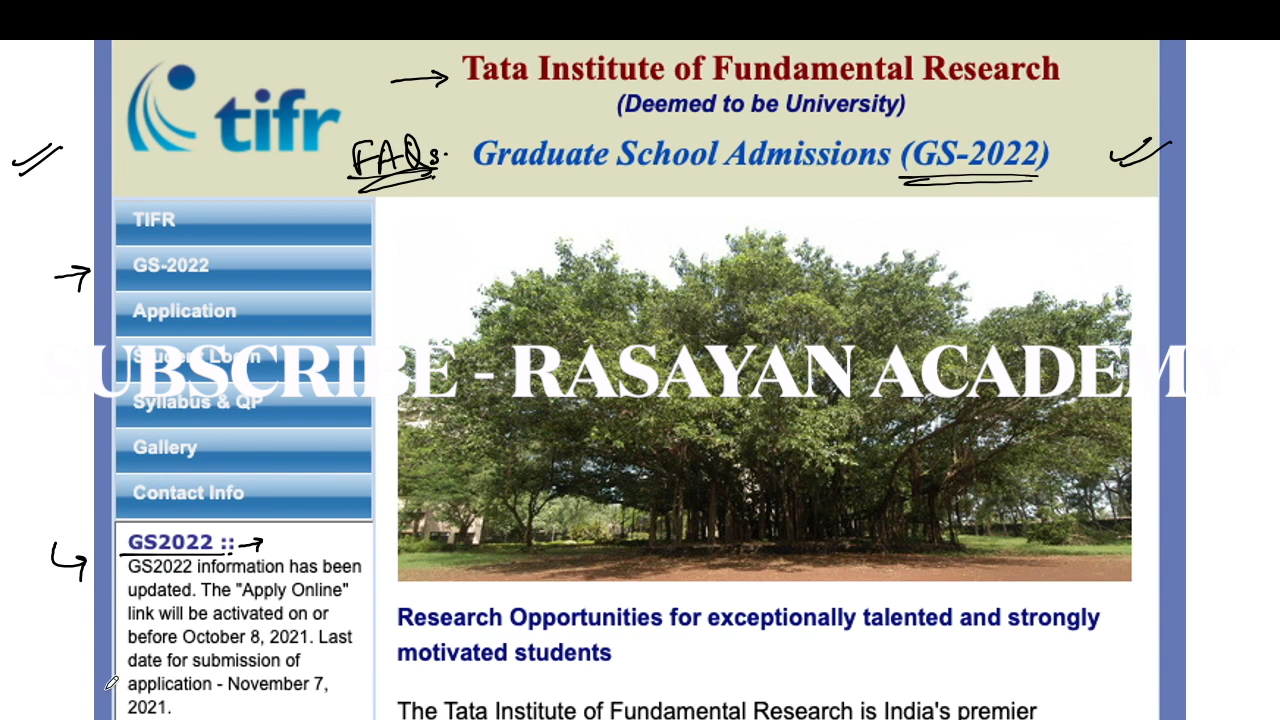 tifr
Tata Institute of Fundamental Research
(Deemed to be University)
FAQs.
Graduate School Admissions (GS-2022)
TIFR
GS-2022
Application
Student Login
SUBSCRIBE - RASAYAN ACADEMY
Syllabus & QP
Gallery
Contact Info
GS2022 ::
GS2022 information has been
updated. The "Apply Online"
link will be activated on or
before October 8, 2021. Last
date for submission of
application - November 7,
2021.
Research Opportunities for exceptionally talented and strongly
motivated students
The Tata Institute of Fundamental Research is India's premier